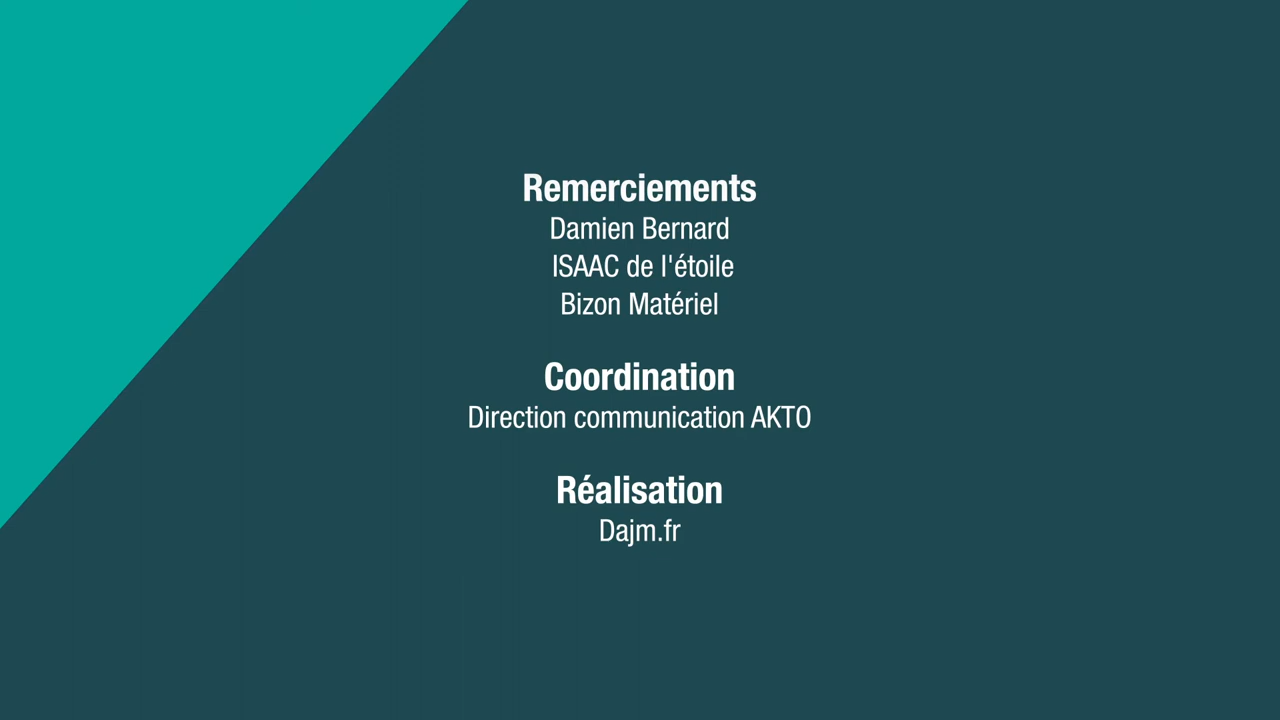 Remerciements
Damien Bernard
ISAAC de l'étoile
Bizon Matériel
Coordination
Direction communication AKTO
Réalisation
Dajm.fr